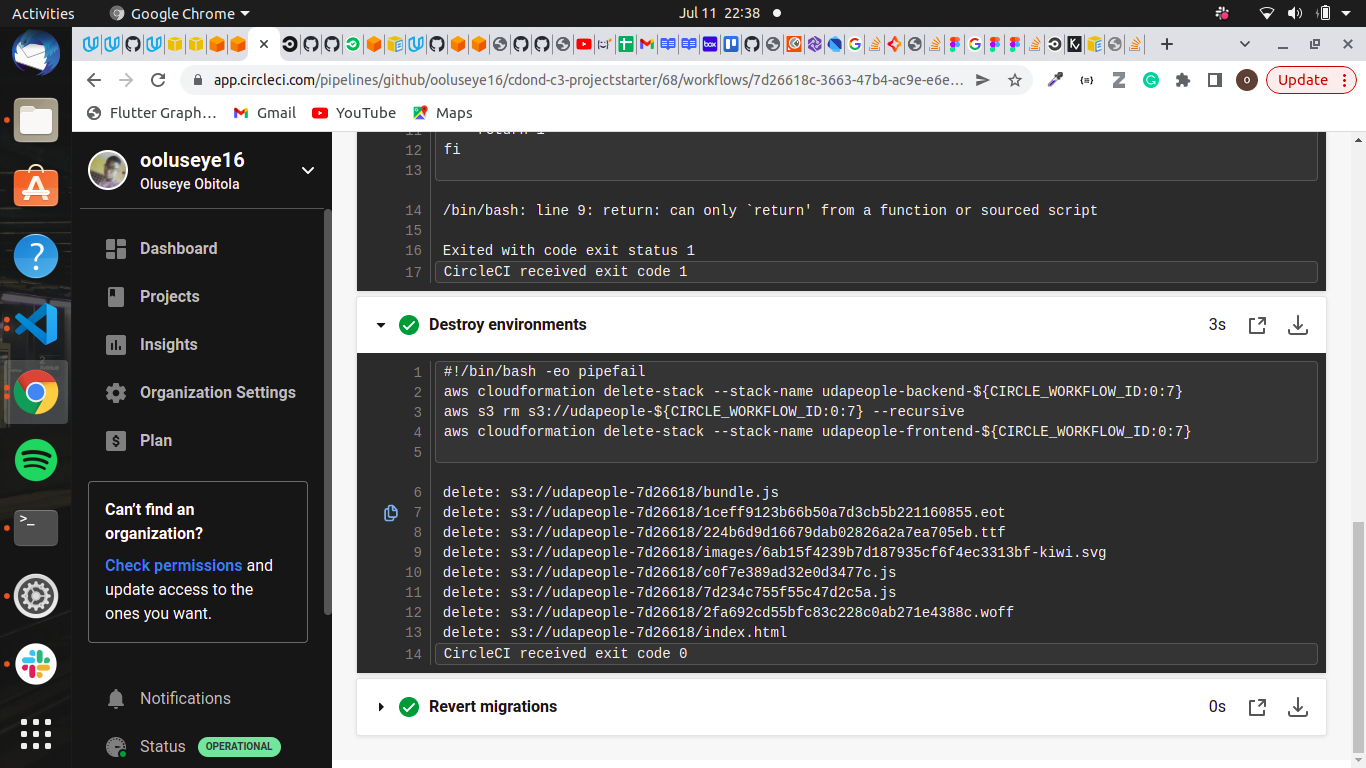 Activities
Google Chrome
Jul 11 22:38
app.circleci.com/pipelines/github/ooluseye16/cdond-c3-projectstarter/68/workflows/7d26618c-3663-47b4-ac9e-e6e...
o
Update
Flutter Graph...
Gmail
YouTube
Maps
ooluseye16
Oluseye Obitola
Dashboard
Projects
Insights
Organization Settings
Plan
Can't find an
organization?
Check permissions and
update access to the
ones you want.
Notifications
Status OPERATIONAL
11 return 1
12 fi
13
14 /bin/bash: line 9: return: can only `return' from a function or sourced script
15
16 Exited with code exit status 1
17 CircleCI received exit code 1
Destroy environments 3s
1 #!/bin/bash -eo pipefail
2 aws cloudformation delete-stack --stack-name udapeople-backend-${CIRCLE_WORKFLOW_ID:0:7}
3 aws s3 rm s3://udapeople-${CIRCLE_WORKFLOW_ID:0:7} --recursive
4 aws cloudformation delete-stack --stack-name udapeople-frontend-${CIRCLE_WORKFLOW_ID:0:7}
5
6 delete: s3://udapeople-7d26618/bundle.js
7 delete: s3://udapeople-7d26618/1ceff9123b66b50a7d3cb5b221160855.eot
8 delete: s3://udapeople-7d26618/224b6d9d16679dab02826a2a7ea705eb.ttf
9 delete: s3://udapeople-7d26618/images/6ab15f4239b7d187935cf6f4ec3313bf-kiwi.svg
10 delete: s3://udapeople-7d26618/c0f7e389ad32e0d3477c.js
11 delete: s3://udapeople-7d26618/7d234c755f55c47d2c5a.js
12 delete: s3://udapeople-7d26618/2fa692cd55bfc83c228c0ab271e4388c.woff
13 delete: s3://udapeople-7d26618/index.html
14 CircleCI received exit code 0
Revert migrations 0s